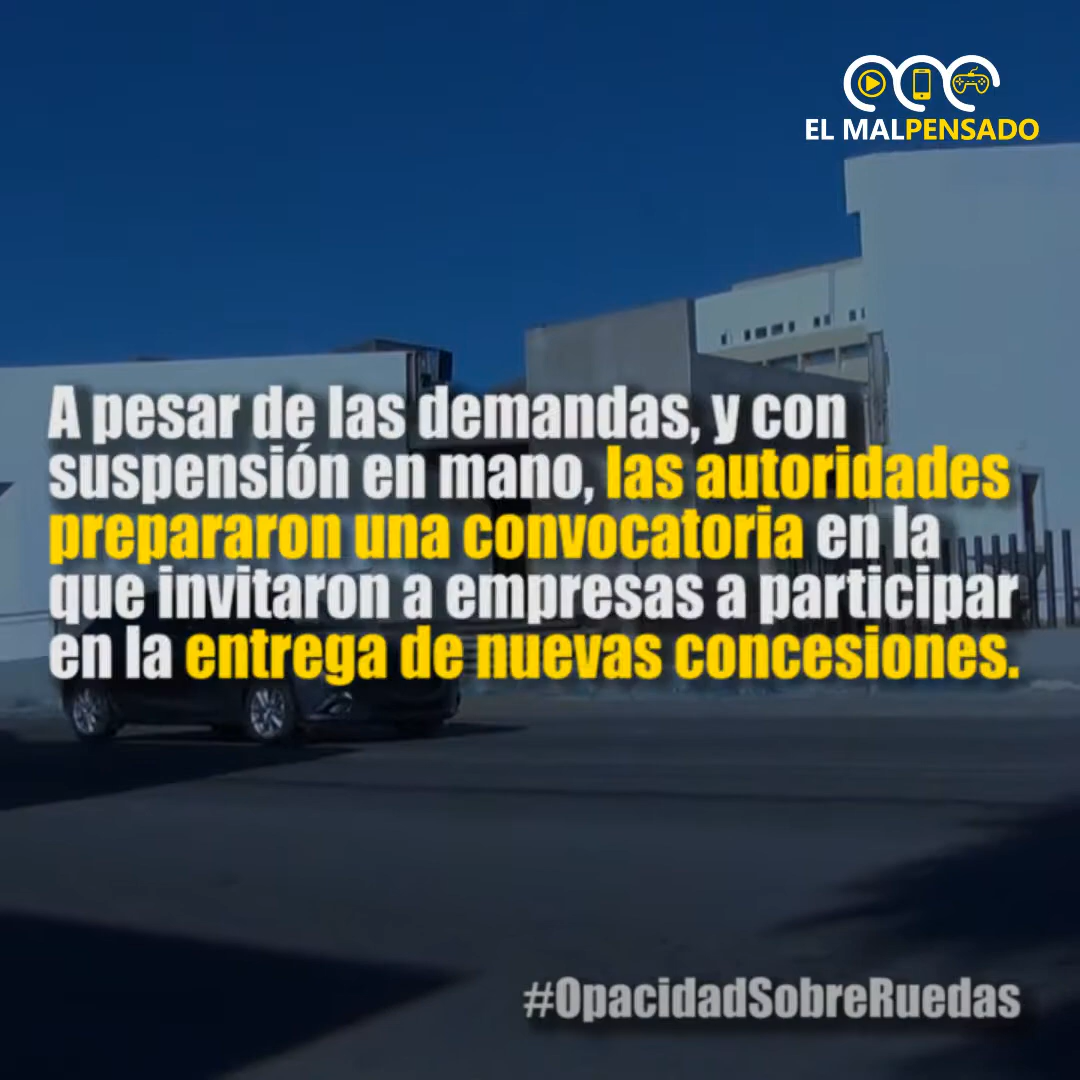 EL MALPENSADO
A pesar de las demandas, y con
suspensión en mano, las autoridades
prepararon una convocatoria en la
que invitaron a empresas a participar
en la entrega de nuevas concesiones.
#OpacidadSobreRuedas